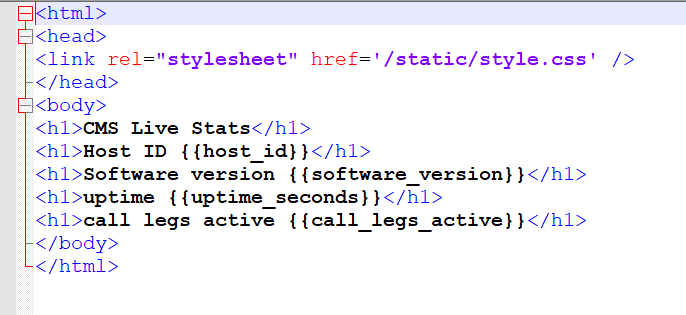 <html>
<head>
<link rel="stylesheet" href='/static/style.css' />
</head>
<body>
<h1>CMS Live Stats</h1>
<h1>Host ID {{host_id}}</h1>
<h1>Software version {{software_version}}</h1>
<h1>uptime {{uptime_seconds}}</h1>
<h1>call legs active {{call_legs_active}}</h1>
</body>
</html>